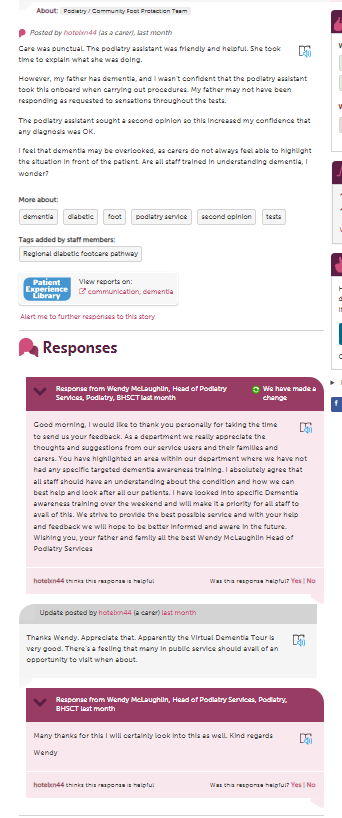 About: Podiatry / Community Foot Protection Team
Posted by hotelxn44 (as a carer), last month
Care was punctual. The podiatry assistant was friendly and helpful. She took
time to explain what she was doing.
However, my father has dementia, and I wasn't confident that the podiatry assistant
took this onboard when carrying out procedures. My father may not have been
responding as requested to sensations throughout the tests.
The podiatry assistant sought a second opinion so this increased my confidence that
any diagnosis was OK.
I feel that dementia may be overlooked, as carers do not always feel able to highlight
the situation in front of the patient. Are all staff trained in understanding dementia, I
wonder?
More about:
dementia diabetic foot podiatry service second opinion tests
Tags added by staff members:
Regional diabetic footcare pathway
Patient
Experience
Library
View reports on:
communication, dementia
Alert me to further responses to this story
Responses
Response from Wendy McLaughlin, Head of Podiatry
Services, Podiatry, BHSCT last month
We have made a
change
Good morning, I would like to thank you personally for taking the time
to send us your feedback. As a department we really appreciate the
thoughts and suggestions from our service users and their families and
carers. You have highlighted an area within our department where we have not
had any specific targeted dementia awareness training. I absolutely agree that
all staff should have an understanding about the condition and how we can
best help and look after all our patients. I have looked into specific Dementia
awareness training over the weekend and will make it a priority for all staff to
avail of this. We strive to provide the best possible service and with your help
and feedback we will hope to be better informed and aware in the future.
Wishing you, your father and family all the best Wendy McLaughlin Head of
Podiatry Services
hotelxn44 thinks this response is helpful
Was this response helpful? Yes | No
Update posted by hotelxn44 (a carer) last month
Thanks Wendy. Appreciate that. Apparently the Virtual Dementia Tour is
very good. There's a feeling that many in public service should avail of an
opportunity to visit when about.
Response from Wendy McLaughlin, Head of Podiatry Services, Podiatry,
BHSCT last month
Many thanks for this I will certainly look into this as well. Kind regards
Wendy
hotelxn44 thinks this response is helpful
Was this response helpful? Yes | No